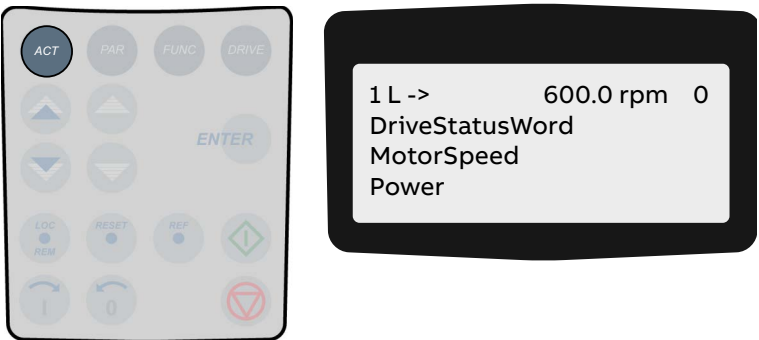 ACT PAR FUNC DRIVE
ENTER
LOC REM RESET REF
I 0
1 L -> 600.0 rpm 0
DriveStatusWord
MotorSpeed
Power